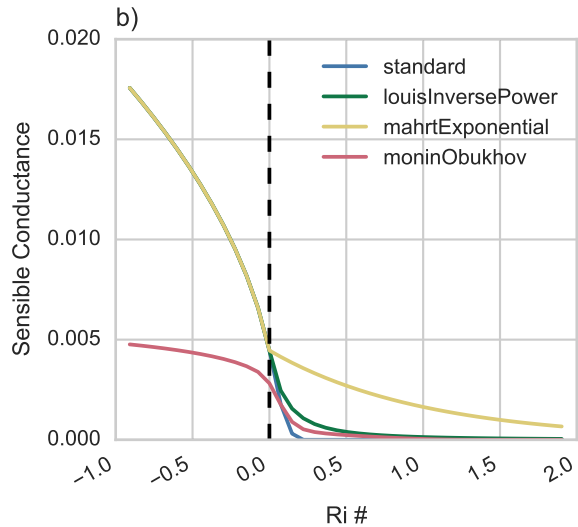 b)
0.020
0.015
0.010
0.005
0.000
Sensible Conductance
standard
louisInversePower
mahrtExponential
moninObukhov
−1.0
−0.5
0.0
0.5
1.0
1.5
2.0
Ri #